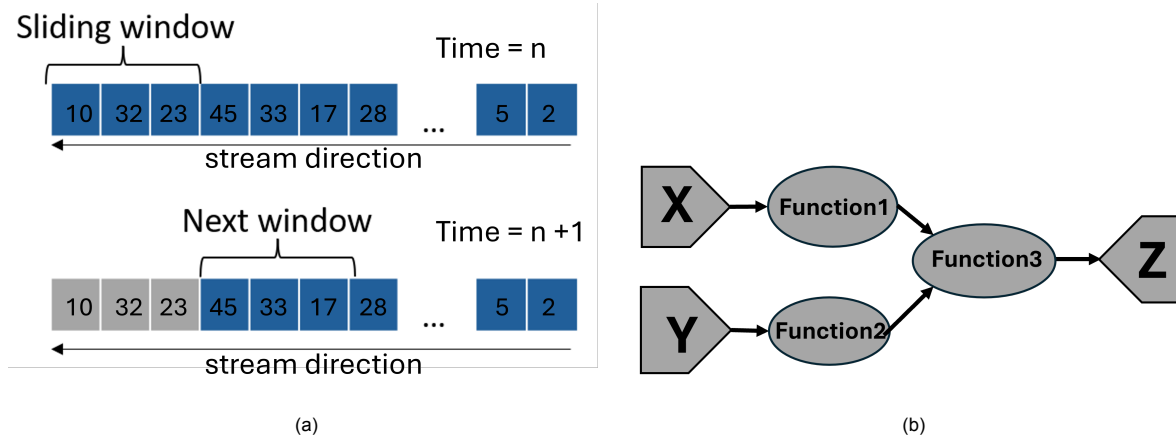 Sliding window
Time = n
10 32 23 45 33 17 28 ... 5 2
stream direction
Next window
Time = n +1
10 32 23 45 33 17 28 ... 5 2
stream direction
(a)
X
Function1
Function3
Z
Y
Function2
(b)